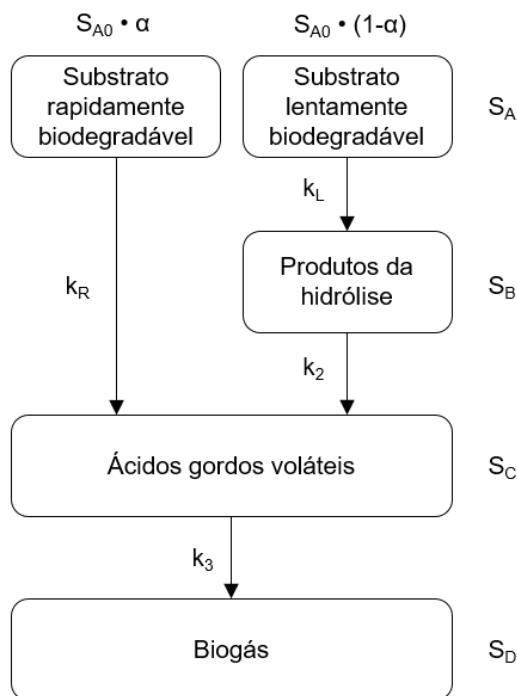 S_A0 • α
S_A0 • (1-α)
Substrato
rapidamente
biodegradável
Substrato
lentamente
biodegradável
S_A
k_L
Produtos da
hidrólise
S_B
k_R
k_2
Ácidos gordos voláteis
S_C
k_3
Biogás
S_D